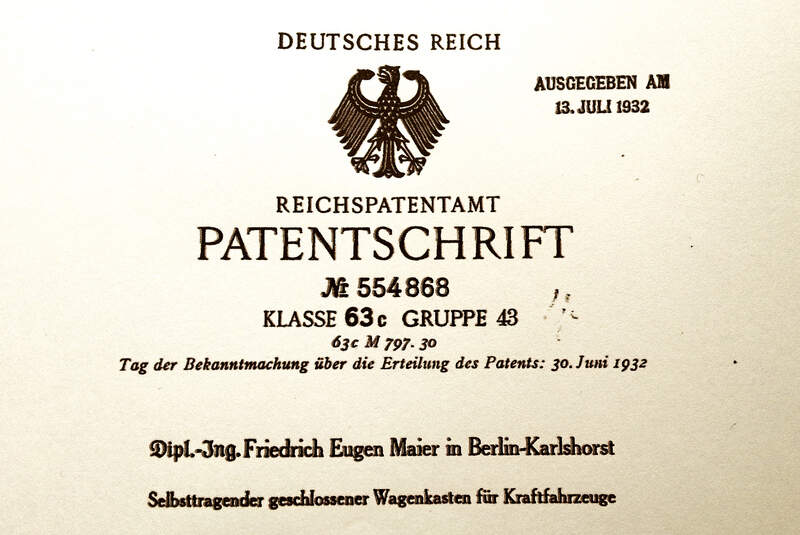 DEUTSCHES REICH
AUSGEGEBEN AM
13. JULI 1932
REICHSPATENTAMT
PATENTSCHRIFT
№ 554868
KLASSE 63c GRUPPE 43
63c M 797. 30
Tag der Bekanntmachung über die Erteilung des Patents: 30. Juni 1932
Dipl.-Ing. Friedrich Eugen Maier in Berlin-Karlshorst
Selbsttragender geschlossener Wagenkasten für Kraftfahrzeuge